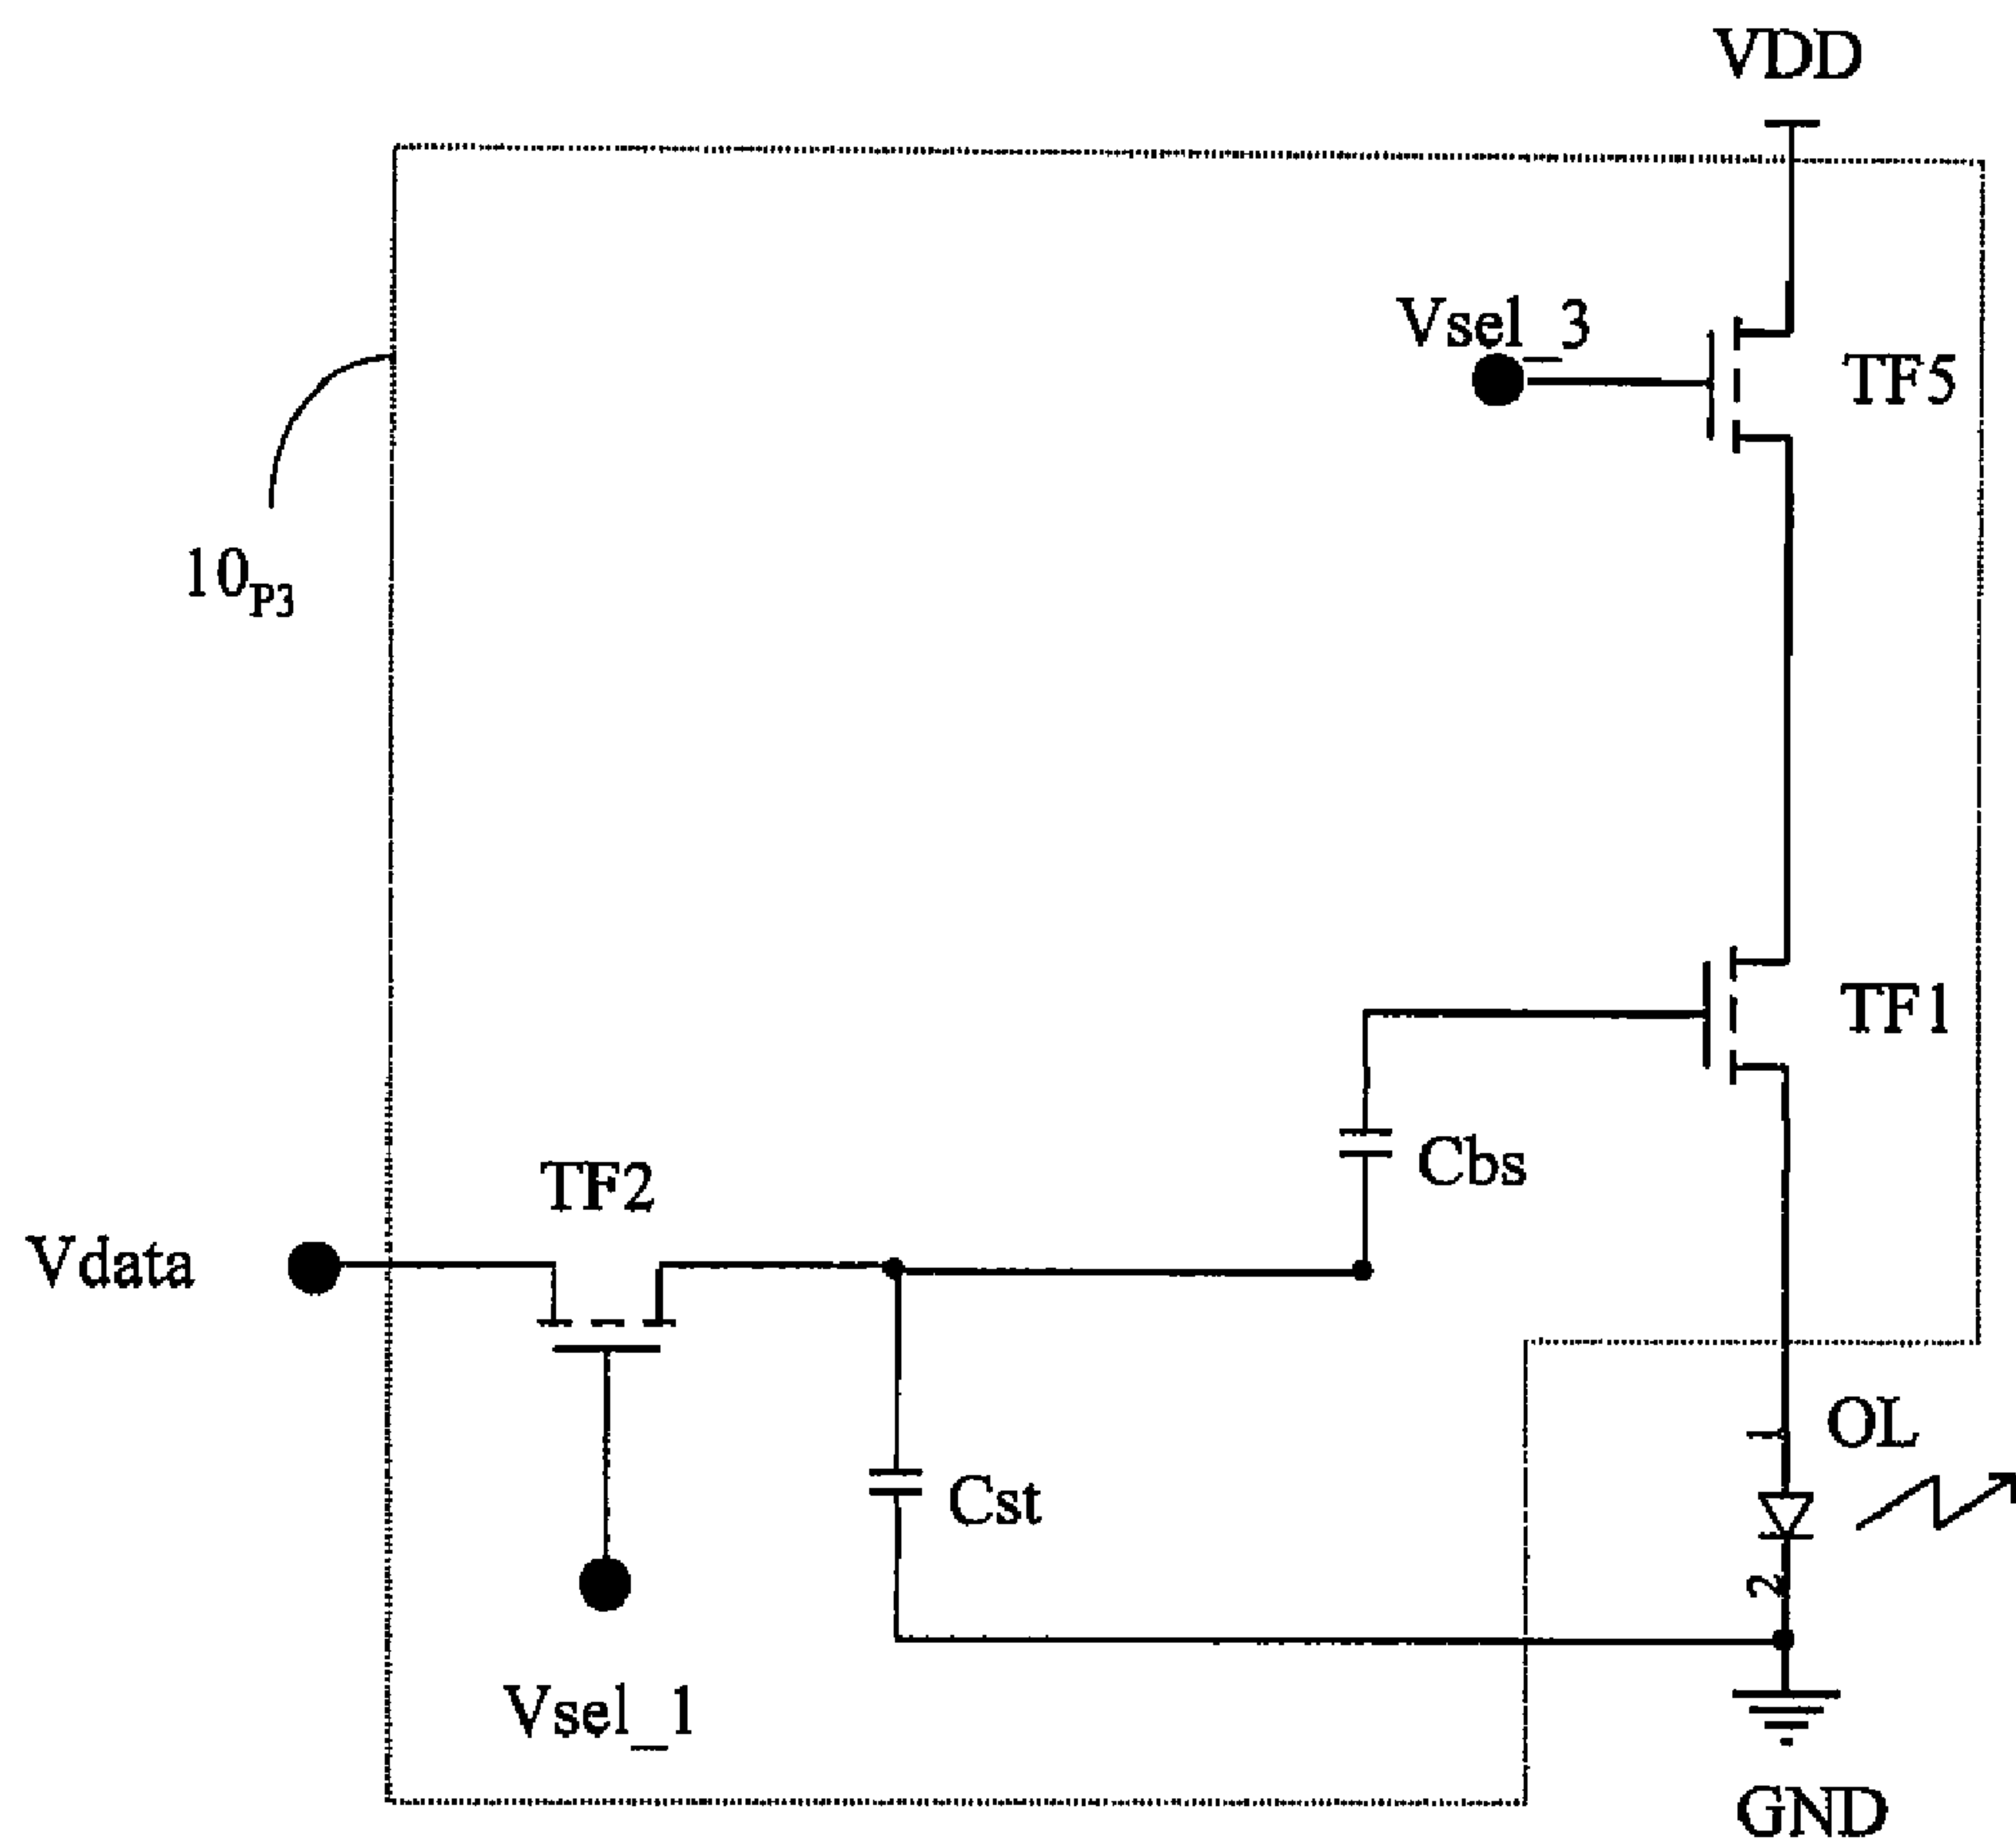 VDD
Vsel_3
TF5
10P3
TF1
Cbs
TF2
Vdata
OL
1
Cst
2
Vsel_1
GND